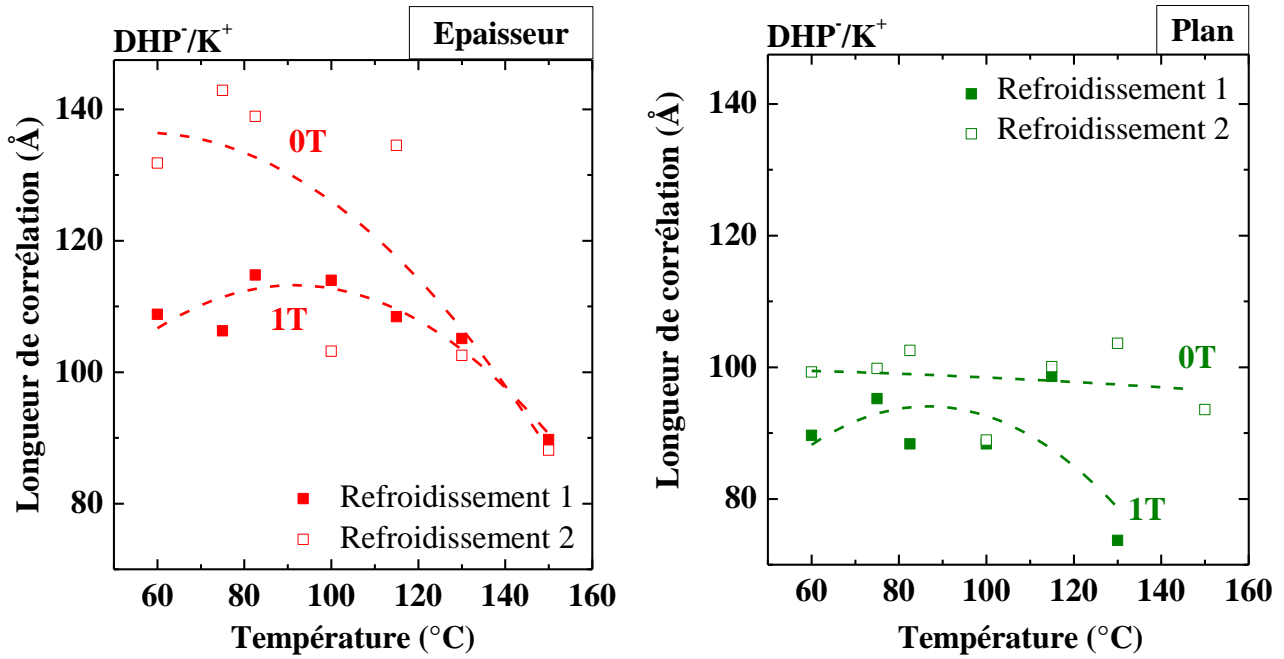 DHP⁻/K⁺
Epaisseur
Longueur de corrélation (Å)
140
120
100
80
0T
1T
Refroidissement 1
Refroidissement 2
60 80 100 120 140 160
Température (°C)
DHP⁻/K⁺
Plan
Longueur de corrélation (Å)
140
120
100
80
Refroidissement 1
Refroidissement 2
0T
1T
60 80 100 120 140 160
Température (°C)